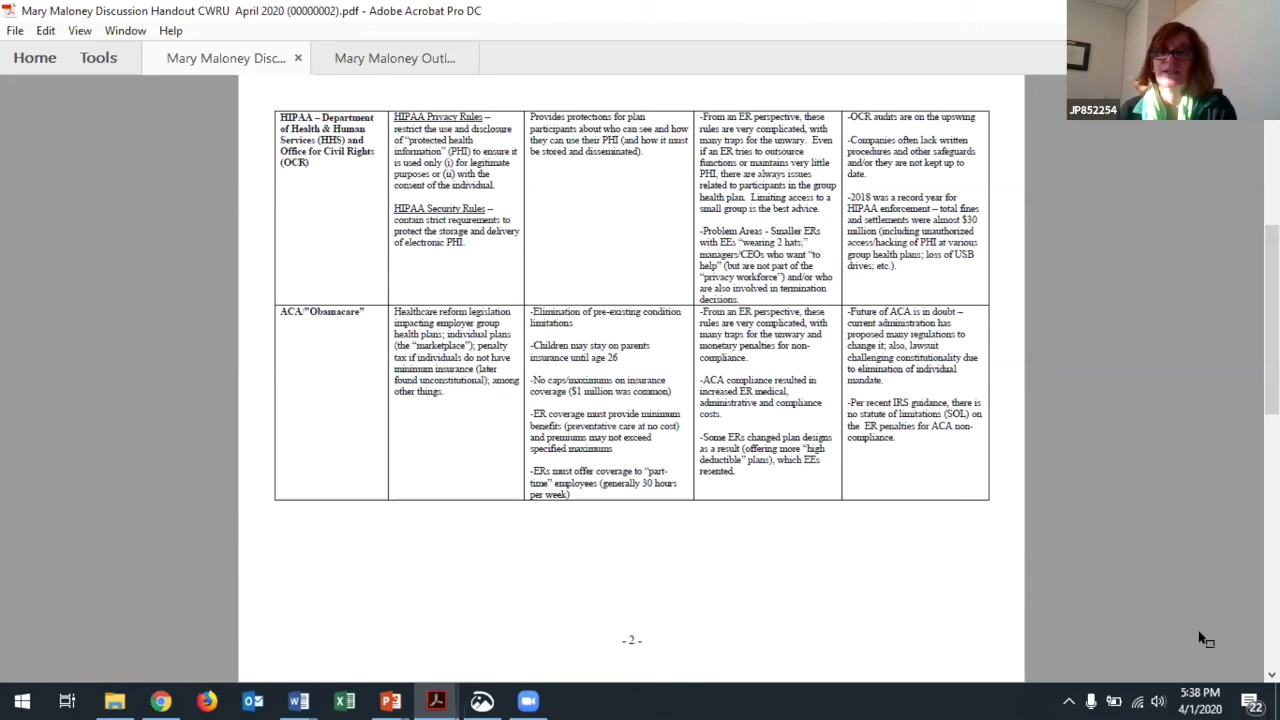 Mary Maloney Discussion Handout CWRU April 2020 (00000002).pdf - Adobe Acrobat Pro DC
File Edit View Window Help
Home Tools Mary Maloney Disc... × Mary Maloney Outl...
JP852254
HIPAA – Department
of Health & Human
Services (HHS) and
Office for Civil Rights
(OCR)
HIPAA Privacy Rules –
restrict the use and disclosure
of "protected health
information" (PHI) to ensure it
is used only (i) for legitimate
purposes or (ii) with the
consent of the individual.
HIPAA Security Rules –
contain strict requirements to
protect the storage and delivery
of electronic PHI.
Provides protections for plan
participants about who can see and how
they can use their PHI (and how it must
be stored and disseminated).
-From an ER perspective, these
rules are very complicated, with
many traps for the unwary. Even
if an ER tries to outsource
functions or maintains very little
PHI, there are always issues
related to participants in the group
health plan. Limiting access to a
small group is the best advice.
-Problem Areas - Smaller ERs
with EEs "wearing 2 hats;"
managers/CEOs who want "to
help" (but are not part of the
"privacy workforce") and/or who
are also involved in termination
decisions.
-OCR audits are on the upswing
-Companies often lack written
procedures and other safeguards
and/or they are not kept up to
date.
-2018 was a record year for
HIPAA enforcement – total fines
and settlements were almost $30
million (including unauthorized
access/hacking of PHI at various
group health plans; loss of USB
drives; etc.).
ACA/"Obamacare"
Healthcare reform legislation
impacting employer group
health plans; individual plans
(the "marketplace"); penalty
tax if individuals do not have
minimum insurance (later
found unconstitutional); among
other things.
-Elimination of pre-existing condition
limitations
-Children may stay on parents
insurance until age 26
-No caps/maximums on insurance
coverage ($1 million was common)
-ER coverage must provide minimum
benefits (preventative care at no cost)
and premiums may not exceed
specified maximums
-ERs must offer coverage to "part-
time" employees (generally 30 hours
per week)
-From an ER perspective, these
rules are very complicated, with
many traps for the unwary and
monetary penalties for non-
compliance.
-ACA compliance resulted in
increased ER medical,
administrative and compliance
costs.
-Some ERs changed plan designs
as a result (offering more "high
deductible" plans), which EEs
resented.
-Future of ACA is in doubt –
current administration has
proposed many regulations to
change it; also, lawsuit
challenging constitutionality due
to elimination of individual
mandate.
-Per recent IRS guidance, there is
no statute of limitations (SOL) on
the ER penalties for ACA non-
compliance.
- 2 -
5:38 PM
4/1/2020
22